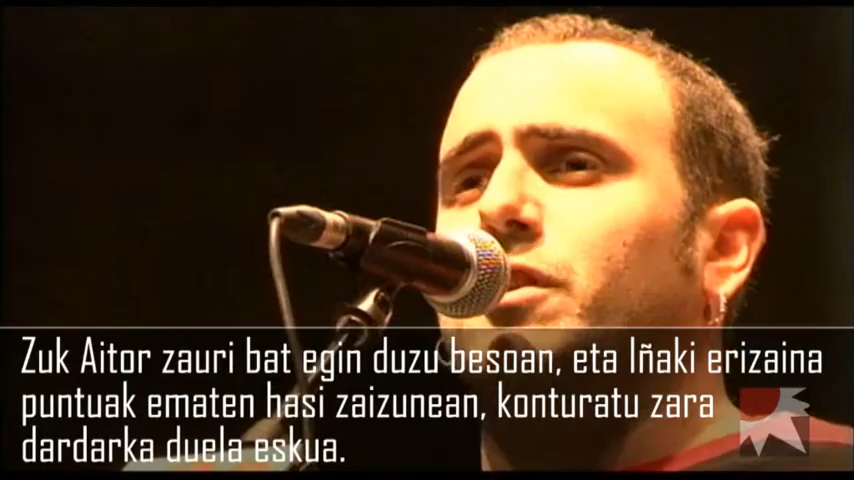 Zuk Aitor zauri bat egin duzu besoan, eta Iñaki erizaina
puntuak ematen hasi zaizunean, konturatu zara
dardarka duela eskua.